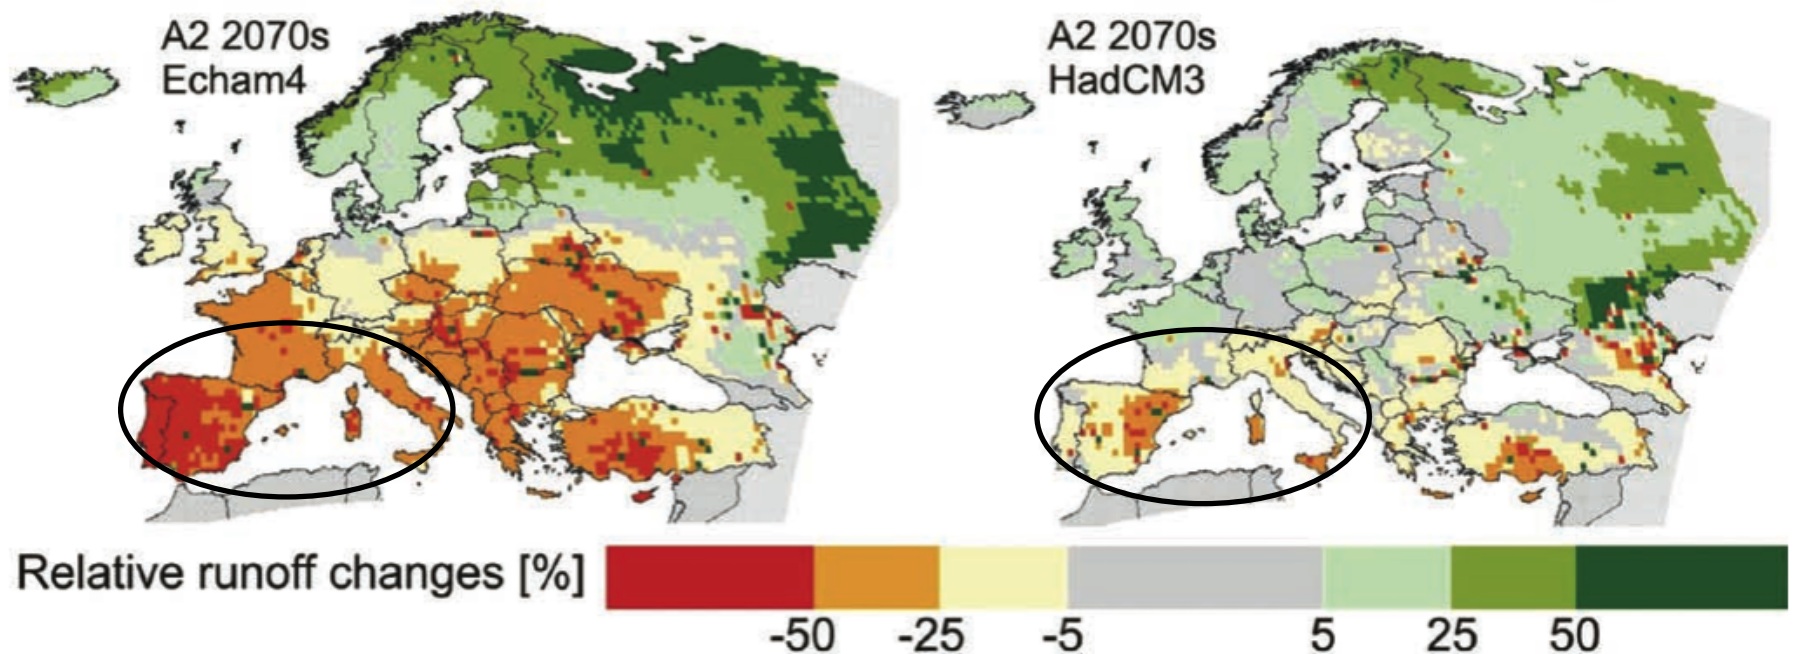 A2 2070s
Echam4
A2 2070s
HadCM3
Relative runoff changes [%]
-50 -25 -5 5 25 50